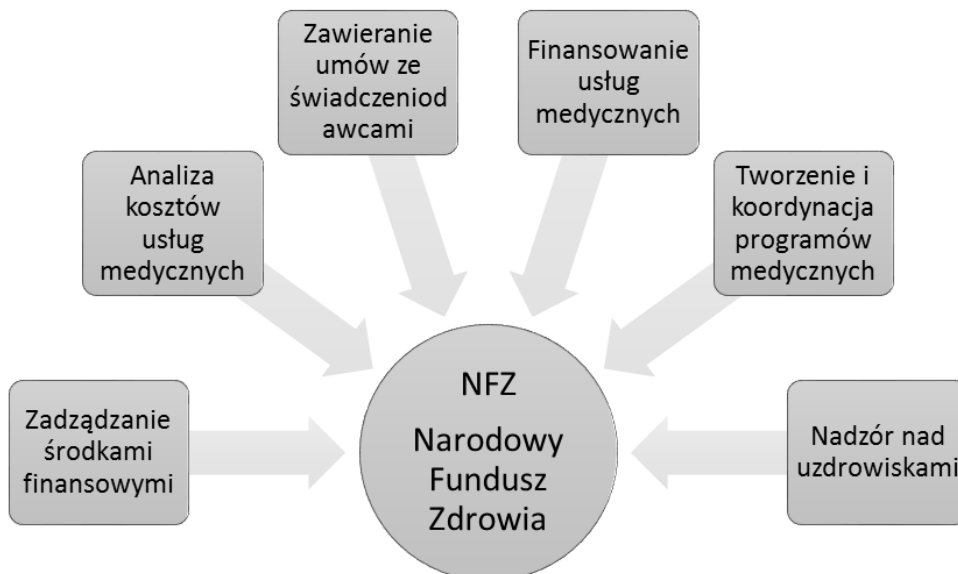 Zawieranie
umów ze
świadczeniod
awcami
Finansowanie
usług
medycznych
Analiza
kosztów
usług
medycznych
Tworzenie i
koordynacja
programów
medycznych
NFZ
Narodowy
Fundusz
Zdrowia
Zadządzanie
środkami
finansowymi
Nadzór nad
uzdrowiskami